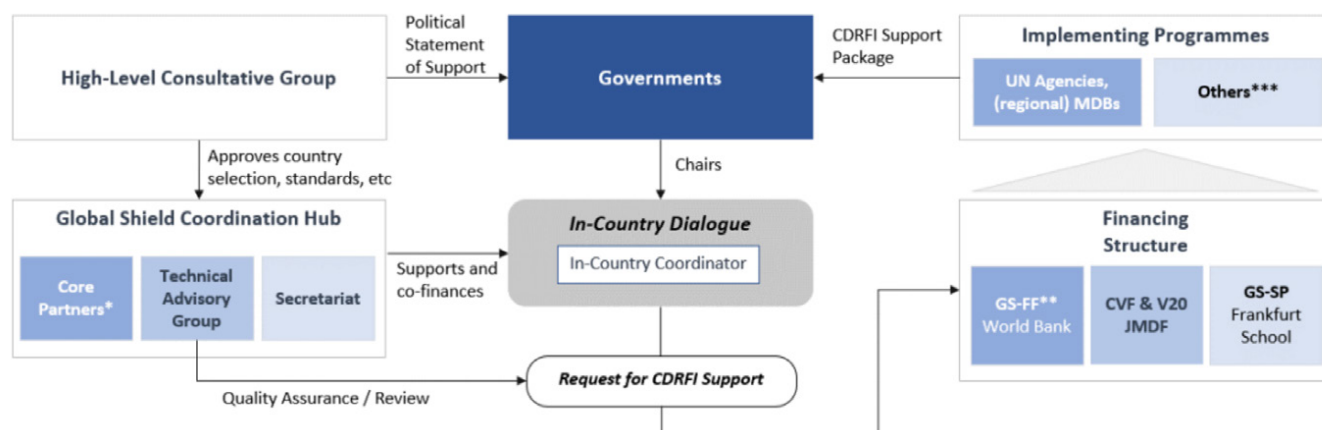 High-Level Consultative Group
Political
Statement
of Support
Governments
CDRFI Support
Package
Implementing Programmes
UN Agencies,
(regional) MDBs
Others***
Approves country
selection, standards, etc
Chairs
Global Shield Coordination Hub
Core
Partners*
Technical
Advisory
Group
Secretariat
Supports and
co-finances
In-Country Dialogue
In-Country Coordinator
Financing
Structure
GS-FF**
World Bank
CVF & V20
JMDF
GS-SP
Frankfurt
School
Quality Assurance / Review
Request for CDRFI Support